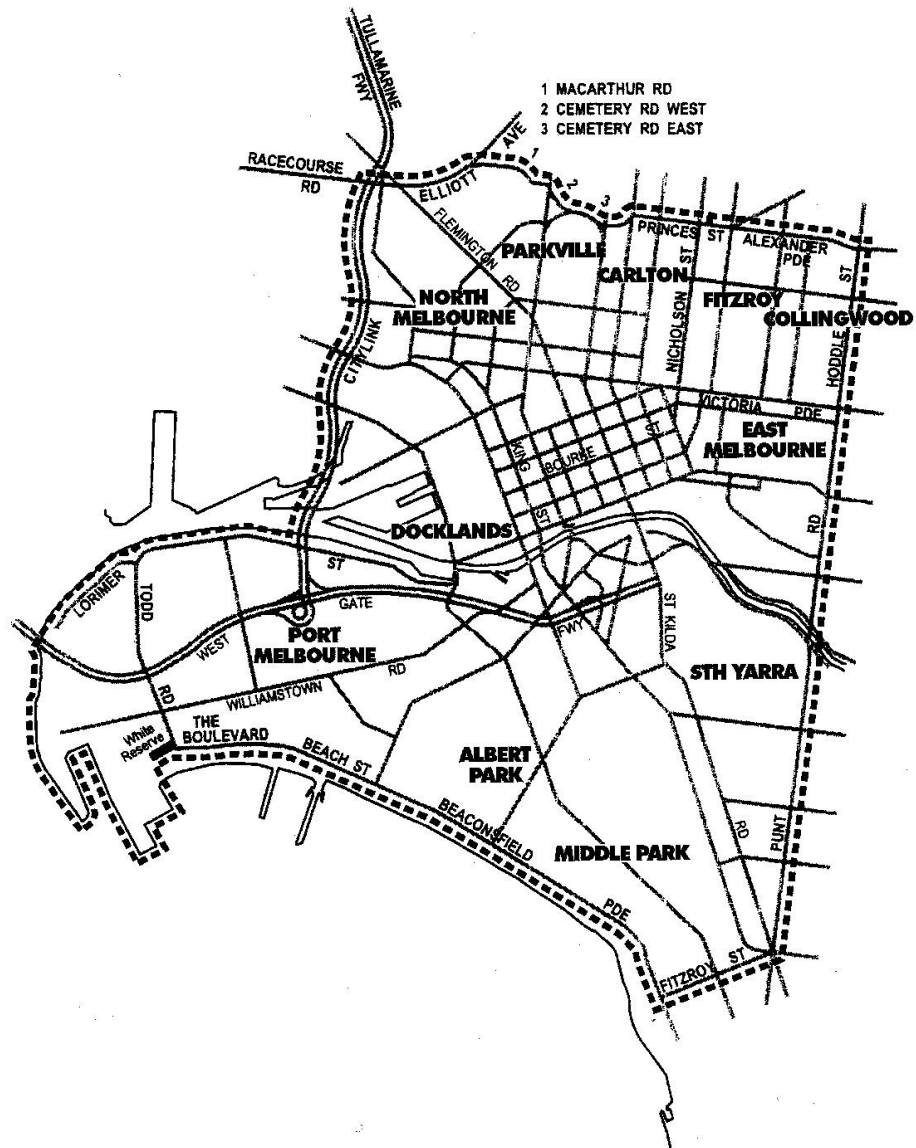 TULLAMARINE
FWY
1 MACARTHUR RD
2 CEMETERY RD WEST
3 CEMETERY RD EAST
RACECOURSE
RD
ELLIOTT
AVE
1
2
3
FLEMINGTON
RD
PARKVILLE
PRINCES ST
ALEXANDER
PDE
CARLTON
NICHOLSON
ST
FITZROY
COLLINGWOOD
HODDLE
ST
NORTH
MELBOURNE
CITYLINK
VICTORIA PDE
EAST
MELBOURNE
KING
ST
BOURNE
ST
RD
DOCKLANDS
LORIMER
ST
TODD
RD
WEST
GATE
FWY
PORT
MELBOURNE
ST KILDA
RD
STH YARRA
WILLIAMSTOWN
RD
White
Reserve
THE
BOULEVARD
BEACH ST
ALBERT
PARK
BEACONSFIELD
PDE
MIDDLE PARK
PUNT
FITZROY ST